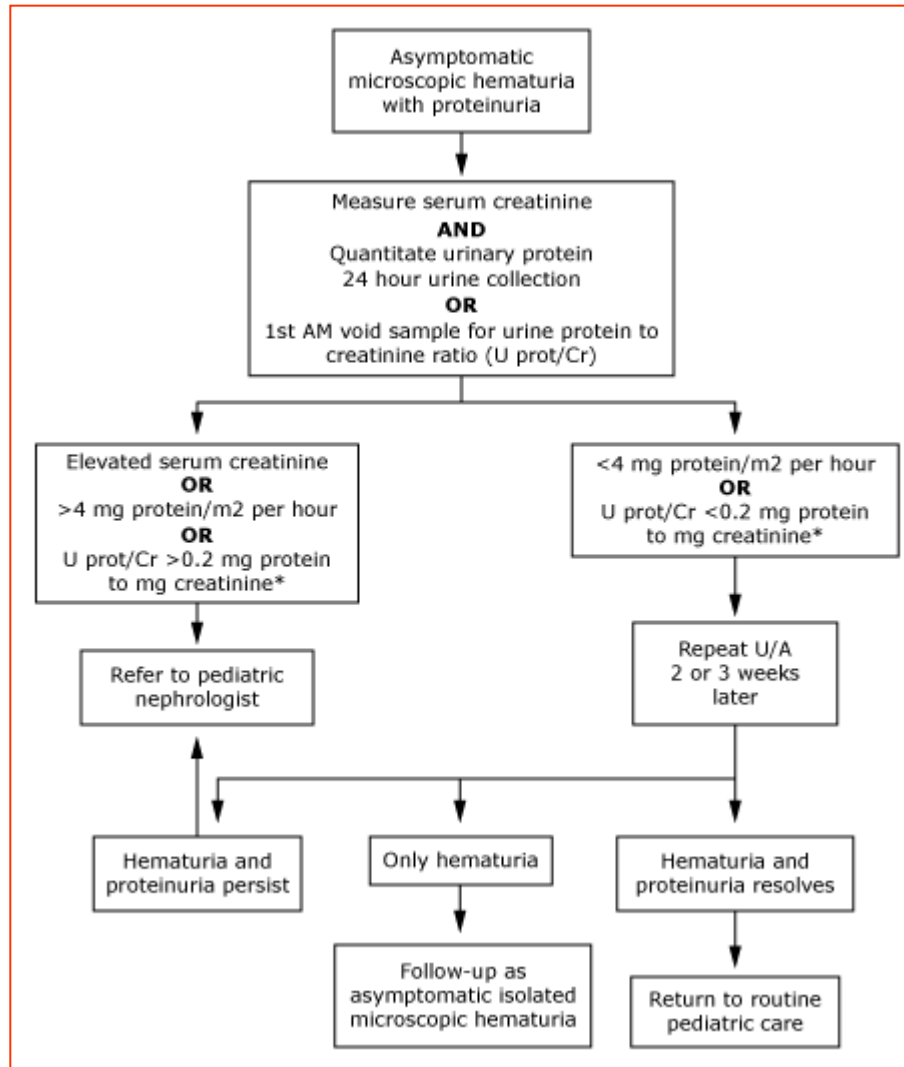 Asymptomatic
microscopic hematuria
with proteinuria
Measure serum creatinine
AND
Quantitate urinary protein
24 hour urine collection
OR
1st AM void sample for urine protein to
creatinine ratio (U prot/Cr)
Elevated serum creatinine
OR
>4 mg protein/m2 per hour
OR
U prot/Cr >0.2 mg protein
to mg creatinine*
<4 mg protein/m2 per hour
OR
U prot/Cr <0.2 mg protein
to mg creatinine*
Refer to pediatric
nephrologist
Repeat U/A
2 or 3 weeks
later
Hematuria and
proteinuria persist
Only hematuria
Hematuria and
proteinuria resolves
Follow-up as
asymptomatic isolated
microscopic hematuria
Return to routine
pediatric care